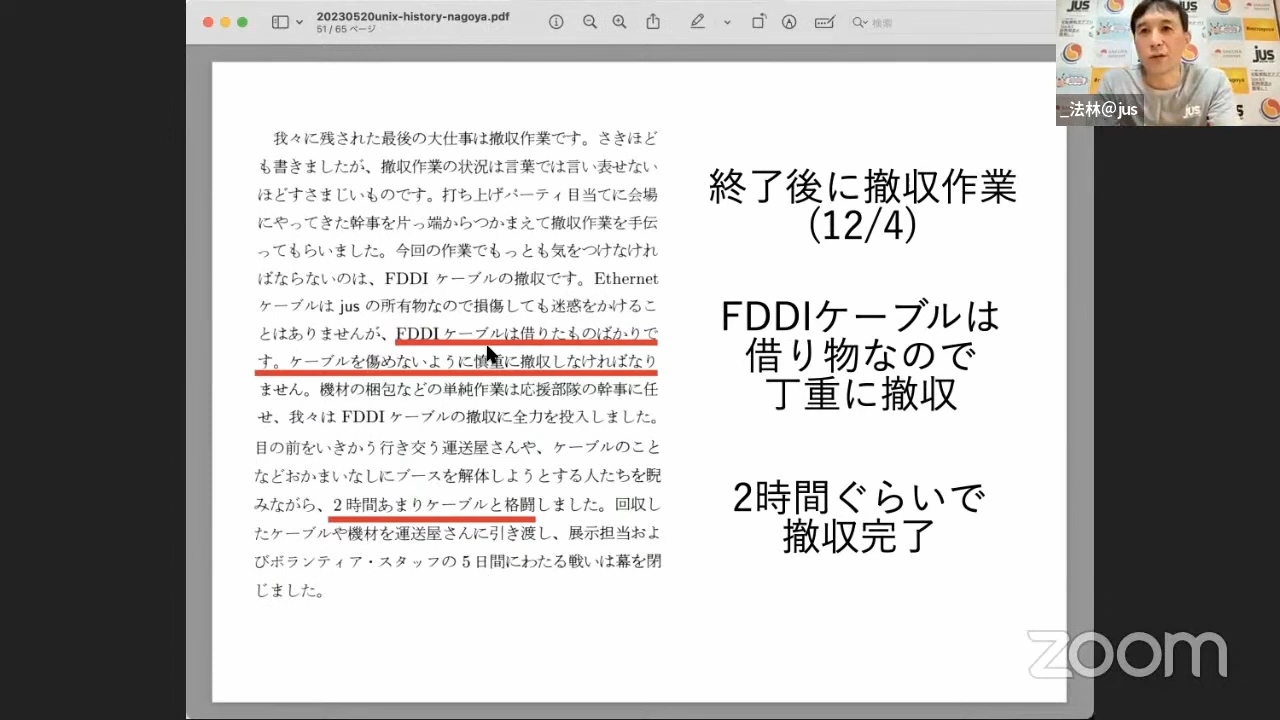 20230520unix-history-nagoya.pdf
51 / 65 ページ
検索
jus
jus
jus
jus
_法林@jus
我々に残された最後の大仕事は撤収作業です。さきほど
も書きましたが、撤収作業の状況は言葉では言い表せない
ほどすさまじいものです。打ち上げパーティ目当てに会場
にやってきた幹事を片っ端からつかまえて撤収作業を手伝
ってもらいました。今回の作業でもっとも気をつけなけれ
ばならないのは、FDDI ケーブルの撤収です。Ethernet
ケーブルは jus の所有物なので損傷しても迷惑をかけるこ
とはありませんが、FDDI ケーブルは借りたものばかりで
す。ケーブルを傷めないように慎重に撤収しなければなり
ません。機材の梱包などの単純作業は応援部隊の幹事に任
せ、我々は FDDI ケーブルの撤収に全力を投入しました。
目の前をいきかう行き交う運送屋さんや、ケーブルのこと
などおかまいなしにブースを解体しようとする人たちを睨
みながら、2 時間あまりケーブルと格闘しました。回収し
たケーブルや機材を運送屋さんに引き渡し、展示担当およ
びボランティア・スタッフの 5 日間にわたる戦いは幕を閉
じました。
終了後に撤収作業
(12/4)
FDDIケーブルは
借り物なので
丁重に撤収
2時間ぐらいで
撤収完了
zoom